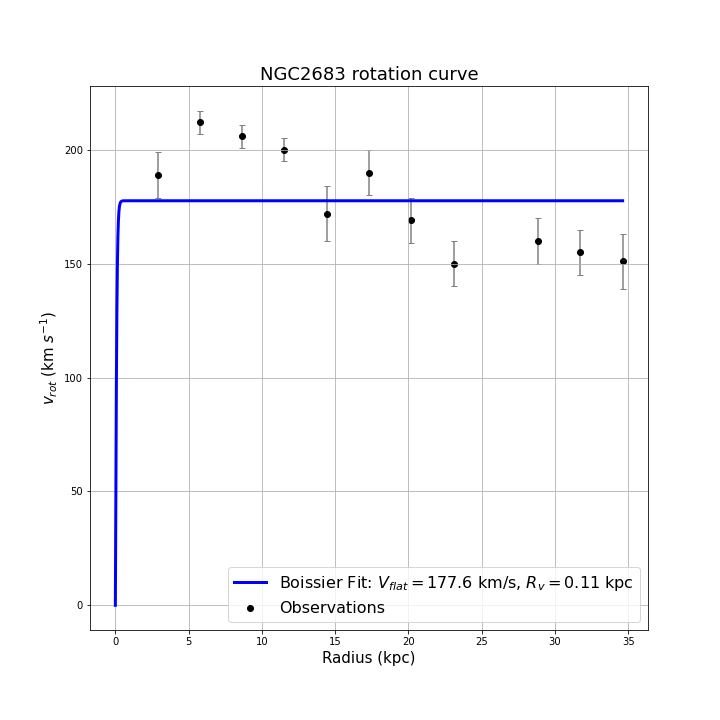 NGC2683 rotation curve
200
150
100
50
0
v_rot (km s⁻¹)
0 5 10 15 20 25 30 35
Radius (kpc)
Boissier Fit: V_flat = 177.6 km/s, R_v = 0.11 kpc
Observations